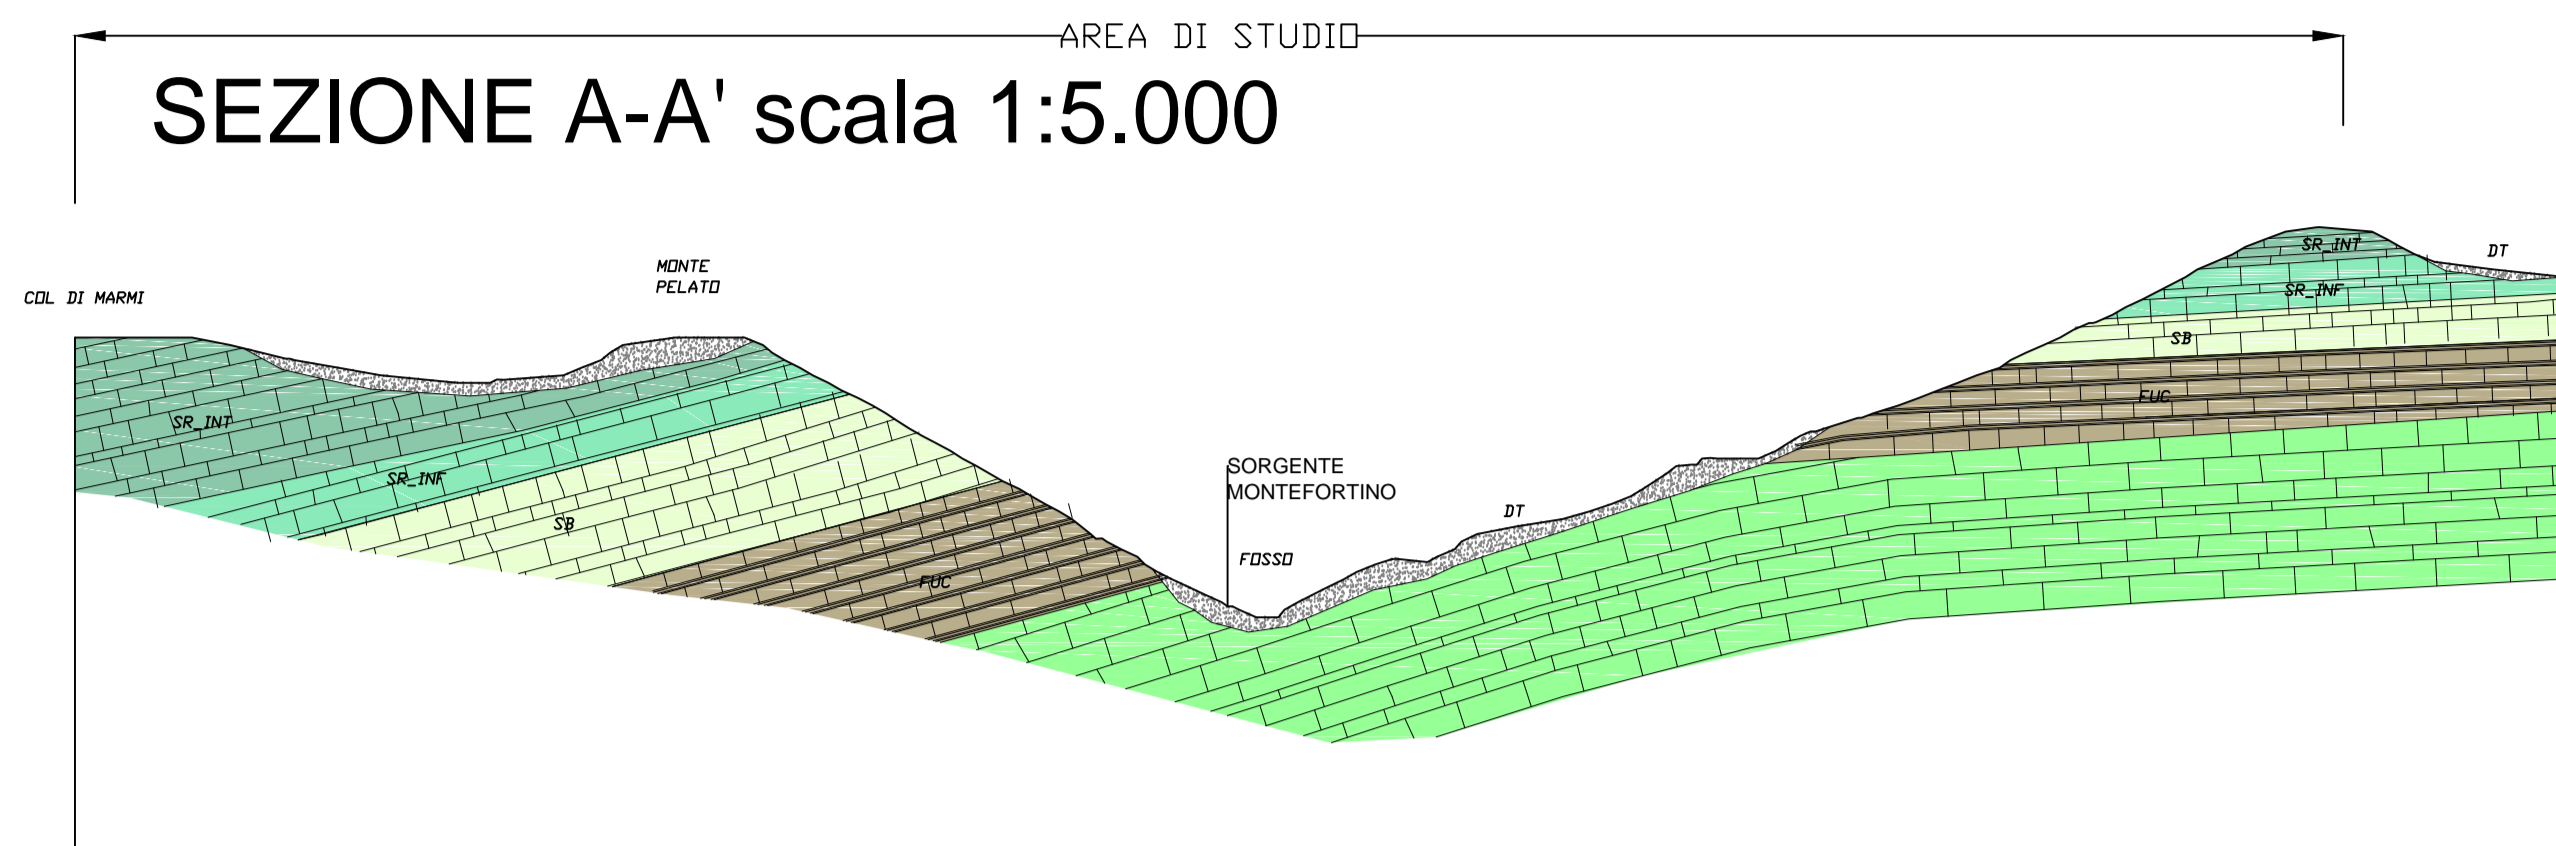 AREA DI STUDIO
SEZIONE A-A' scala 1:5.000
COL DI MARMI
MONTE
PELATO
SR_INT
SR_INF
SB
FUC
SORGENTE
MONTEFORTINO
FOSSO
DT
SR_INT
DT
SR_INF
SB
FUC